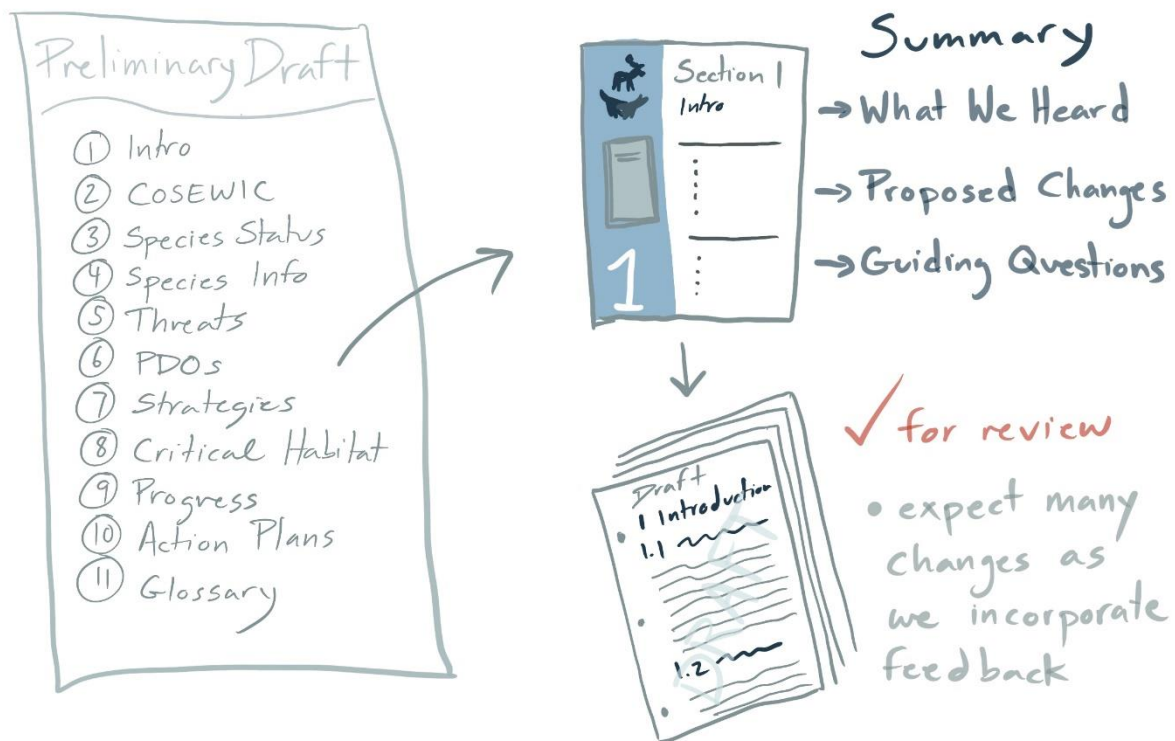 Preliminary Draft
1 Intro
2 COSEWIC
3 Species Status
4 Species Info
5 Threats
6 PDOs
7 Strategies
8 Critical Habitat
9 Progress
10 Action Plans
11 Glossary
Section 1
Intro
1
Summary
→ What We Heard
→ Proposed Changes
→ Guiding Questions
Draft
1 Introduction
1.1
1.2
DRAFT
✓ for review
• expect many
changes as
we incorporate
feedback